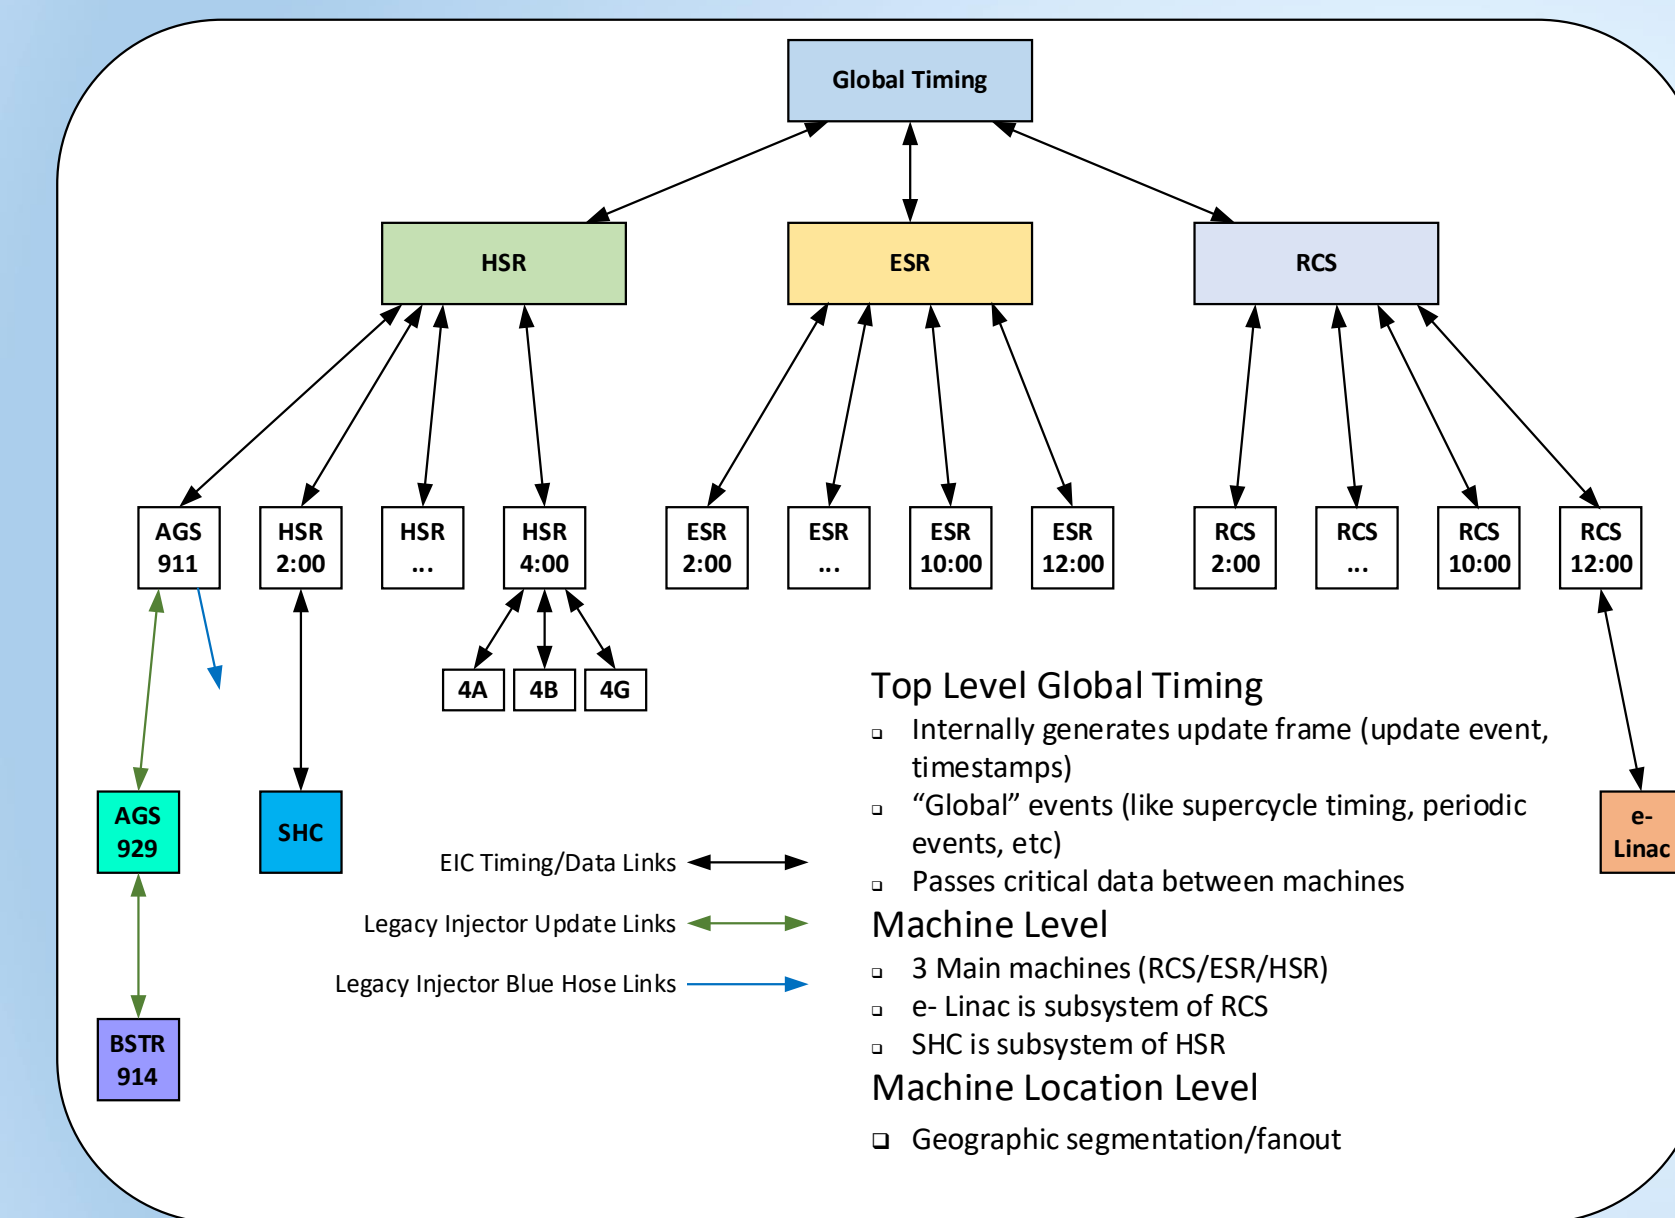 Global Timing
HSR
ESR
RCS
AGS
911
HSR
2:00
HSR
...
HSR
4:00
ESR
2:00
ESR
...
ESR
10:00
ESR
12:00
RCS
2:00
RCS
...
RCS
10:00
RCS
12:00
4A
4B
4G
AGS
929
SHC
e-
Linac
BSTR
914
EIC Timing/Data Links
Legacy Injector Update Links
Legacy Injector Blue Hose Links
Top Level Global Timing
Internally generates update frame (update event,
timestamps)
“Global” events (like supercycle timing, periodic
events, etc)
Passes critical data between machines
Machine Level
3 Main machines (RCS/ESR/HSR)
e- Linac is subsystem of RCS
SHC is subsystem of HSR
Machine Location Level
Geographic segmentation/fanout